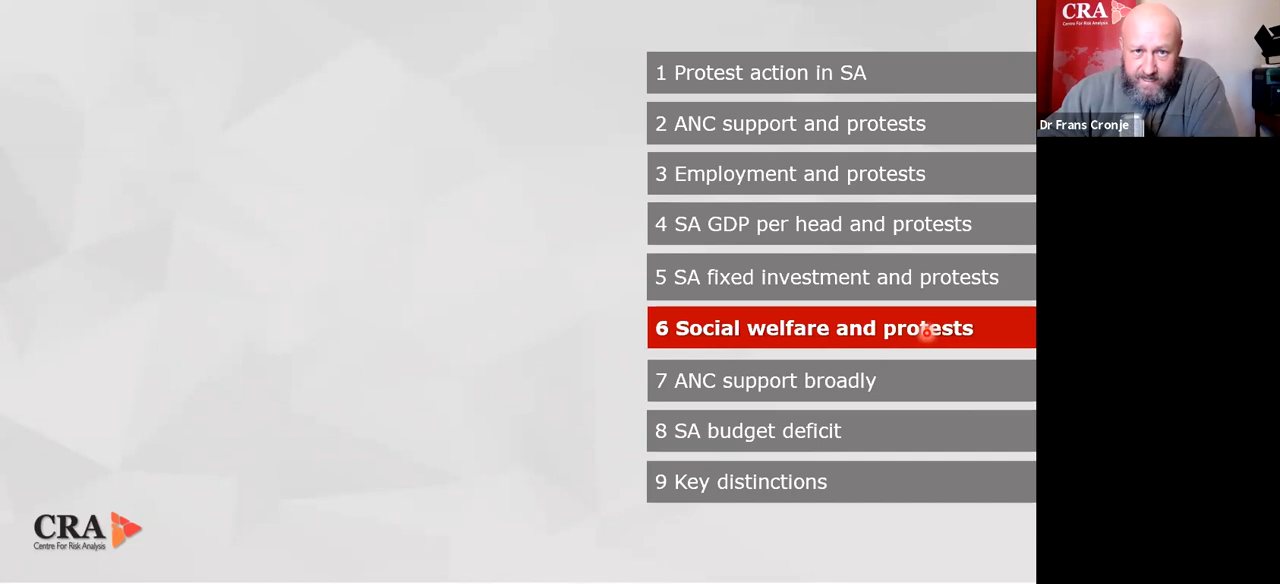 1 Protest action in SA
2 ANC support and protests
3 Employment and protests
4 SA GDP per head and protests
5 SA fixed investment and protests
6 Social welfare and protests
7 ANC support broadly
8 SA budget deficit
9 Key distinctions
CRA
Centre For Risk Analysis
CRA
Centre For Risk Analysis
Dr Frans Cronje